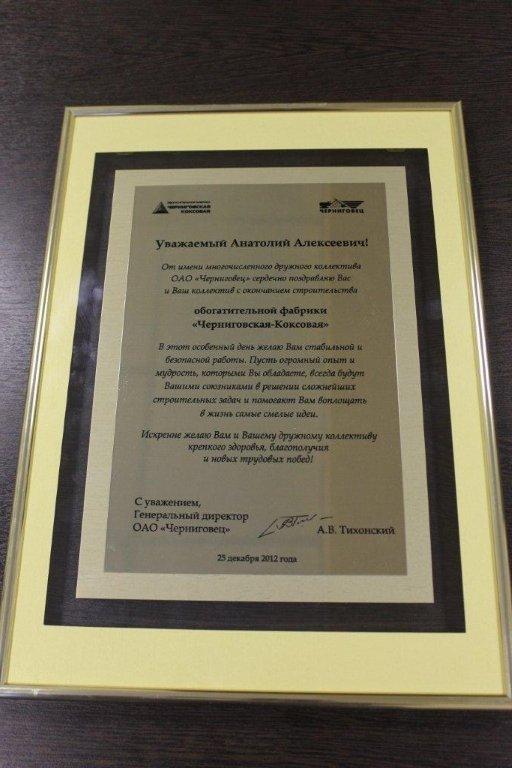 ЧЕРНИГОВСКАЯ
КОКСОВАЯ
ЧЕРНИГОВЕЦ
Уважаемый Анатолий Алексеевич!
От имени многочисленного дружного коллектива
ОАО «Черниговец» сердечно поздравляю Вас
и Ваш коллектив с окончанием строительства
обогатительной фабрики
«Черниговская-Коксовая»
В этот особенный день желаю Вам стабильной и
безопасной работы. Пусть огромный опыт и
мудрость, которыми Вы обладаете, всегда будут
Вашими союзниками в решении сложнейших
строительных задач и помогают Вам воплощать
в жизнь самые смелые идеи.
Искренне желаю Вам и Вашему дружному коллективу
крепкого здоровья, благополучия
и новых трудовых побед!
С уважением,
Генеральный директор
ОАО «Черниговец» А.В. Тихонский
25 декабря 2012 года